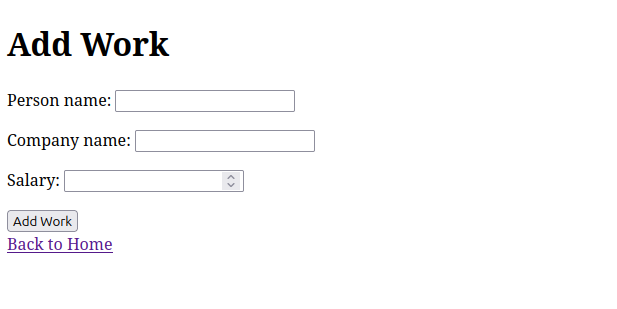 Add Work
Person name:
Company name:
Salary:
Add Work
Back to Home